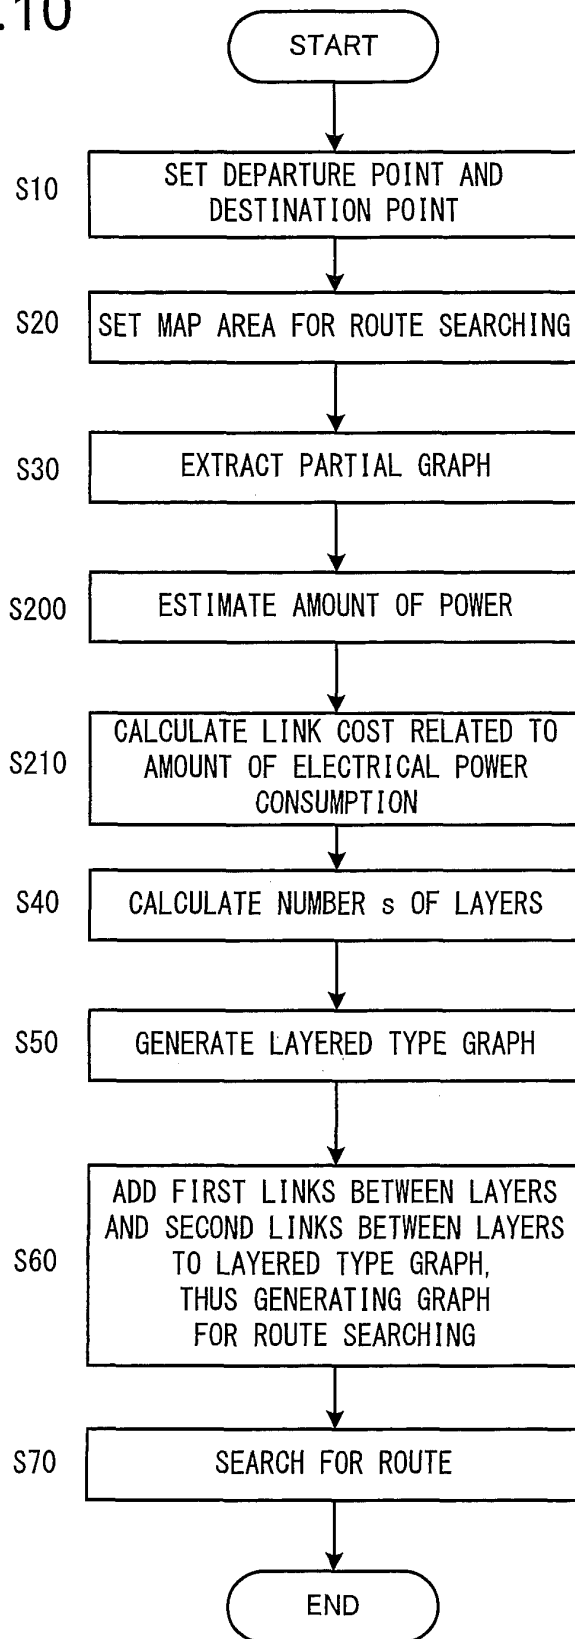 .10
START
S10
SET DEPARTURE POINT AND
DESTINATION POINT
S20
SET MAP AREA FOR ROUTE SEARCHING
S30
EXTRACT PARTIAL GRAPH
S200
ESTIMATE AMOUNT OF POWER
S210
CALCULATE LINK COST RELATED TO
AMOUNT OF ELECTRICAL POWER
CONSUMPTION
S40
CALCULATE NUMBER s OF LAYERS
S50
GENERATE LAYERED TYPE GRAPH
S60
ADD FIRST LINKS BETWEEN LAYERS
AND SECOND LINKS BETWEEN LAYERS
TO LAYERED TYPE GRAPH,
THUS GENERATING GRAPH
FOR ROUTE SEARCHING
S70
SEARCH FOR ROUTE
END